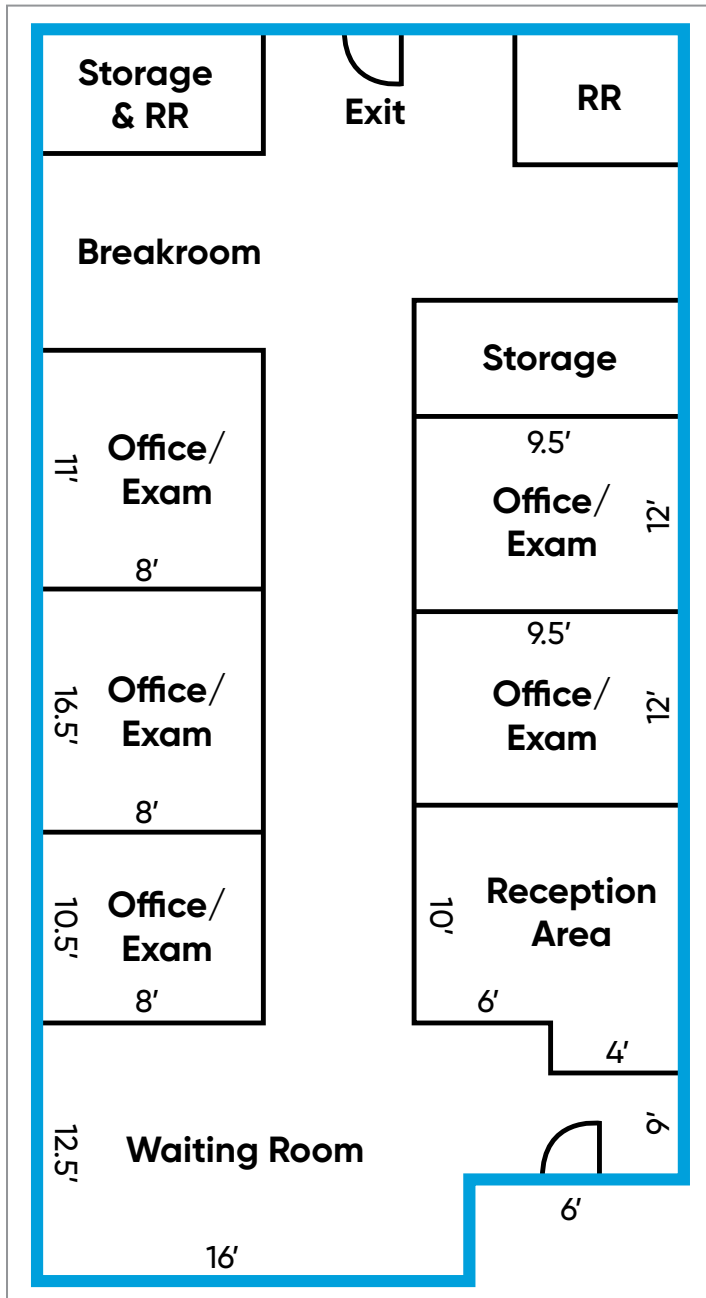 Storage
& RR
Exit
RR
Breakroom
Storage
11′
Office/
Exam
8′
9.5′
Office/
Exam
12′
16.5′
Office/
Exam
8′
9.5′
Office/
Exam
12′
10.5′
Office/
Exam
8′
10′
Reception
Area
6′
4′
12.5′
Waiting Room
9′
6′
16′